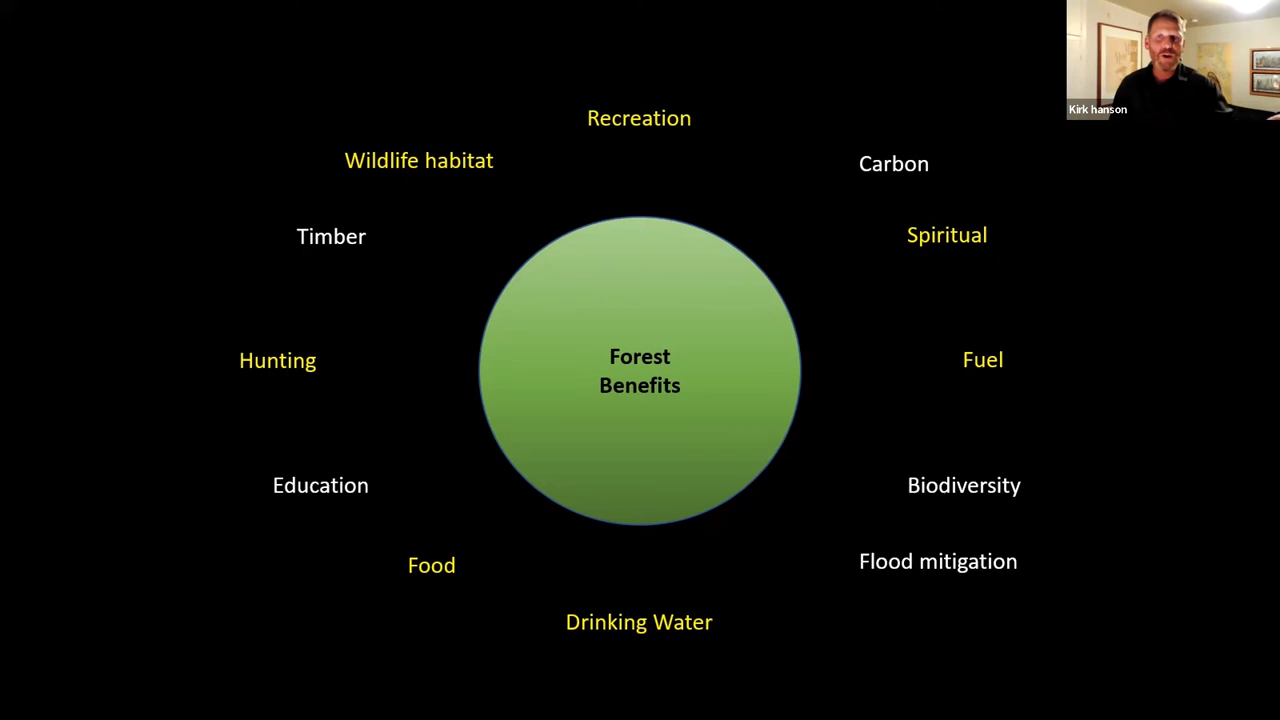 Kirk hanson
Recreation
Wildlife habitat
Carbon
Timber
Spiritual
Forest
Benefits
Hunting
Fuel
Education
Biodiversity
Food
Flood mitigation
Drinking Water